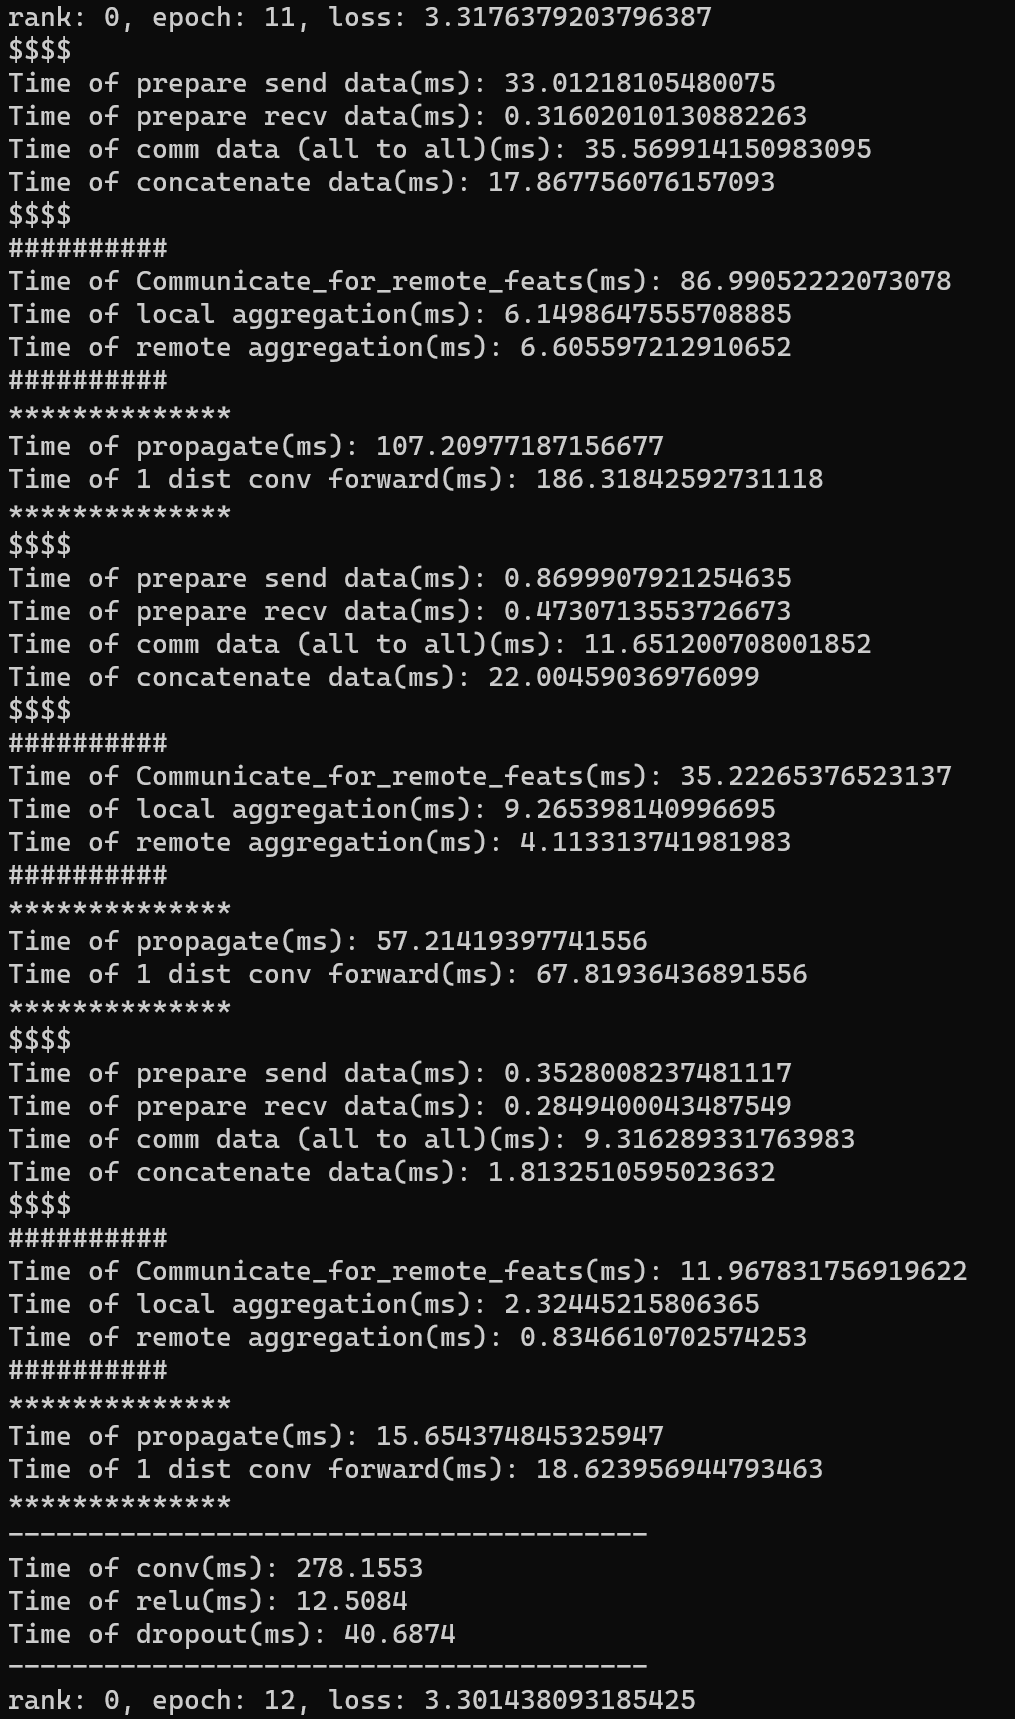 rank: 0, epoch: 11, loss: 3.3176379203796387
$$$$
Time of prepare send data(ms): 33.01218105480075
Time of prepare recv data(ms): 0.31602010130882263
Time of comm data (all to all)(ms): 35.569914150983095
Time of concatenate data(ms): 17.867756076157093
$$$$
##########
Time of Communicate_for_remote_feats(ms): 86.99052222073078
Time of local aggregation(ms): 6.1498647555708885
Time of remote aggregation(ms): 6.605597212910652
##########
**************
Time of propagate(ms): 107.20977187156677
Time of 1 dist conv forward(ms): 186.31842592731118
**************
$$$$
Time of prepare send data(ms): 0.8699907921254635
Time of prepare recv data(ms): 0.4730713553726673
Time of comm data (all to all)(ms): 11.651200708001852
Time of concatenate data(ms): 22.00459036976099
$$$$
##########
Time of Communicate_for_remote_feats(ms): 35.22265376523137
Time of local aggregation(ms): 9.265398140996695
Time of remote aggregation(ms): 4.113313741981983
##########
**************
Time of propagate(ms): 57.21419397741556
Time of 1 dist conv forward(ms): 67.81936436891556
**************
$$$$
Time of prepare send data(ms): 0.3528008237481117
Time of prepare recv data(ms): 0.2849400043487549
Time of comm data (all to all)(ms): 9.316289331763983
Time of concatenate data(ms): 1.8132510595023632
$$$$
##########
Time of Communicate_for_remote_feats(ms): 11.967831756919622
Time of local aggregation(ms): 2.32445215806365
Time of remote aggregation(ms): 0.8346610702574253
##########
**************
Time of propagate(ms): 15.654374845325947
Time of 1 dist conv forward(ms): 18.623956944793463
**************
----------------------------------------
Time of conv(ms): 278.1553
Time of relu(ms): 12.5084
Time of dropout(ms): 40.6874
----------------------------------------
rank: 0, epoch: 12, loss: 3.301438093185425